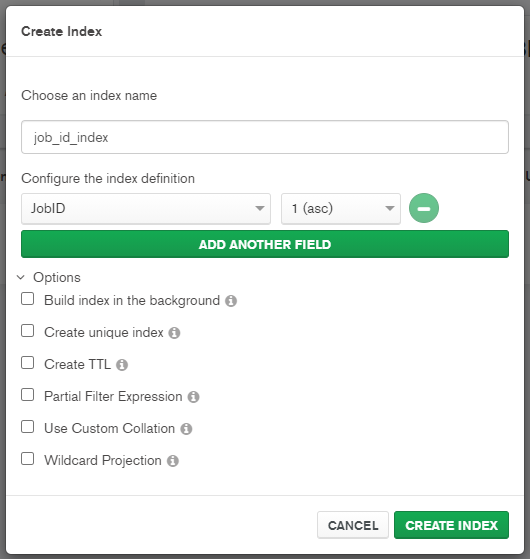 Create Index
Choose an index name
job_id_index
Configure the index definition
JobID 1 (asc)
ADD ANOTHER FIELD
Options
Build index in the background
Create unique index
Create TTL
Partial Filter Expression
Use Custom Collation
Wildcard Projection
CANCEL CREATE INDEX